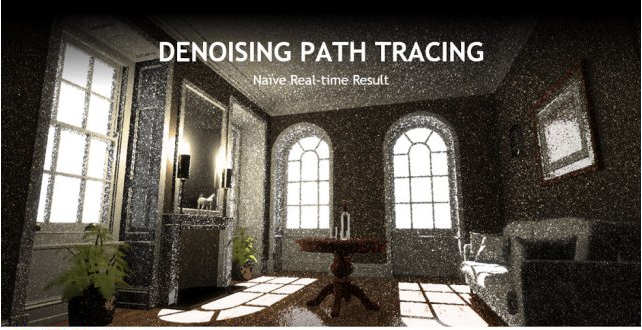 DENOISING PATH TRACING
Naïve Real-time Result